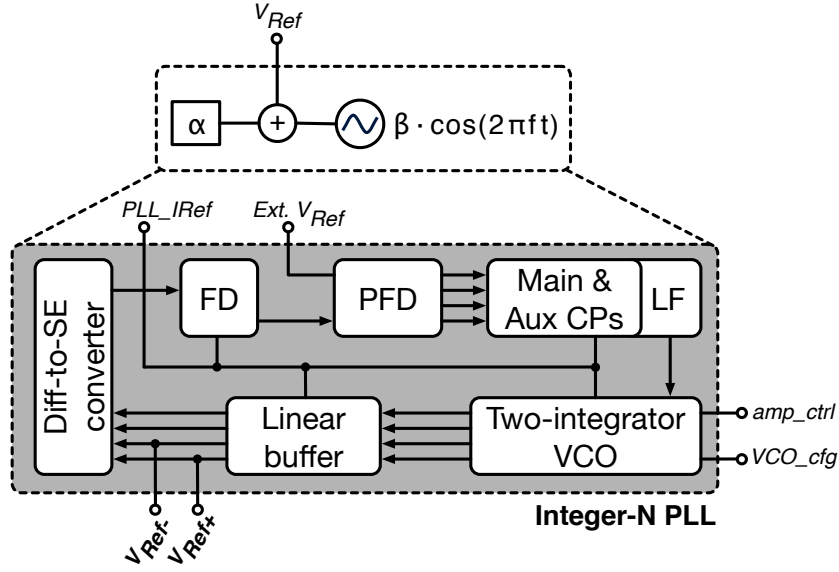 V_Ref
α
+
β · cos(2πft)
PLL_IRef
Ext. V_Ref
Diff-to-SE
converter
FD
PFD
Main &
Aux CPs
LF
Linear
buffer
Two-integrator
VCO
amp_ctrl
VCO_cfg
V_Ref-
V_Ref+
Integer-N PLL